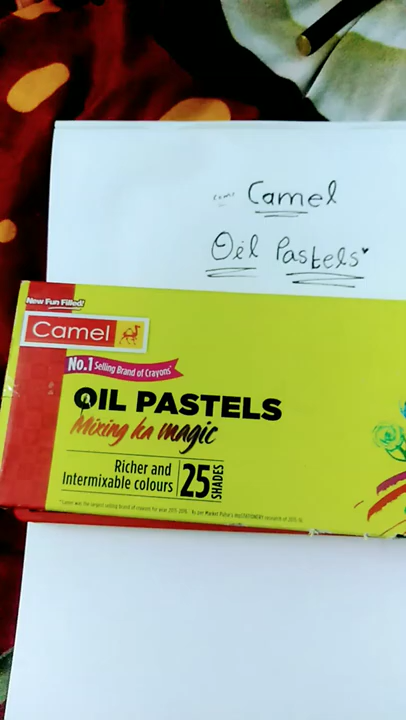 Camel
Oil Pastels
New Fun Filled!
Camel
No.1 Selling Brand of Crayons*
OIL PASTELS
Mixing ka magic
Richer and
Intermixable colours
25 SHADES